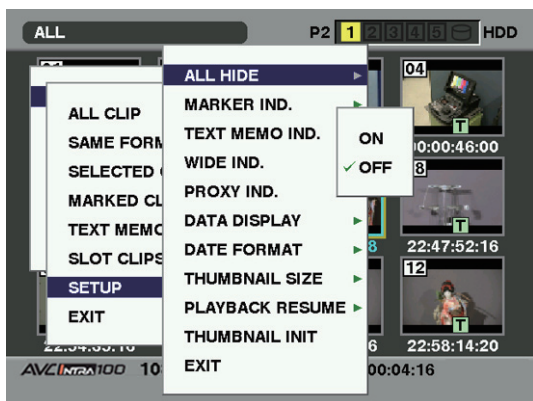 ALL
P2 1 2 3 4 5 HDD
ALL HIDE
MARKER IND.
TEXT MEMO IND.
WIDE IND.
PROXY IND.
DATA DISPLAY
DATE FORMAT
THUMBNAIL SIZE
PLAYBACK RESUME
THUMBNAIL INIT
EXIT
ALL CLIP
SAME FORM
SELECTED
MARKED CL
TEXT MEMO
SLOT CLIPS
SETUP
EXIT
ON
✓ OFF
04
T
00:00:46:00
8
T
22:47:52:16
12
T
22:58:14:20
AVC INTRA 100 10
00:04:16